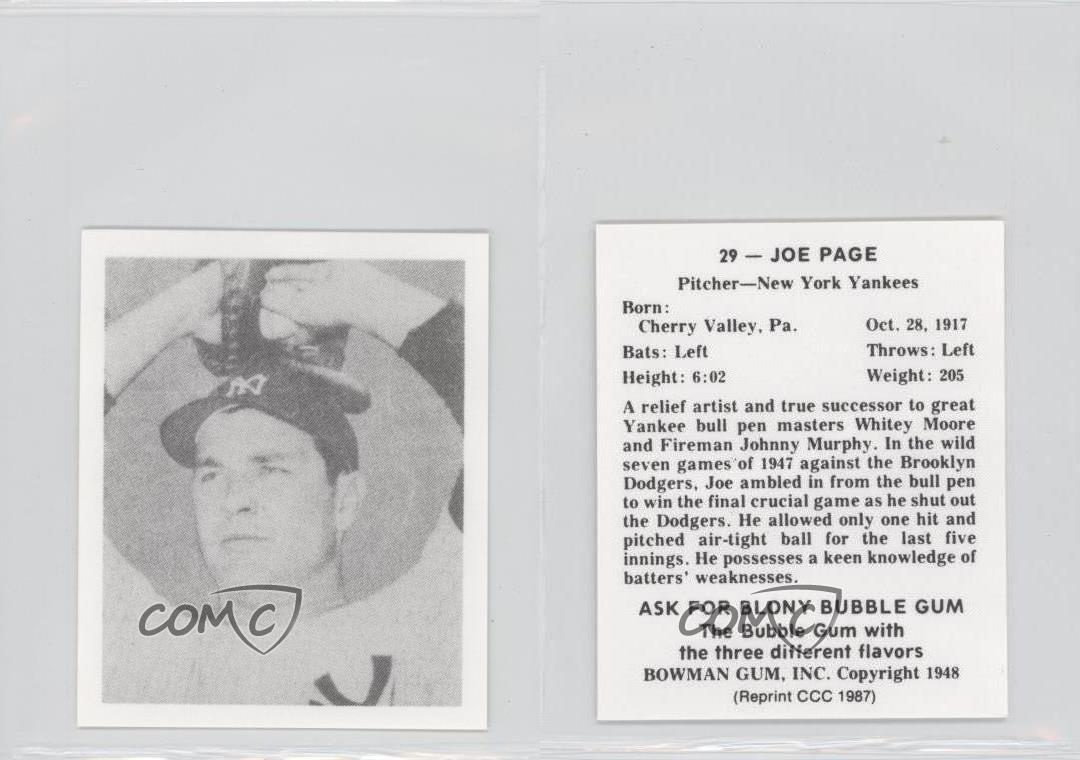 NY
COMC
29 — JOE PAGE
Pitcher—New York Yankees
Born:
Cherry Valley, Pa. Oct. 28, 1917
Bats: Left Throws: Left
Height: 6:02 Weight: 205
A relief artist and true successor to great
Yankee bull pen masters Whitey Moore
and Fireman Johnny Murphy. In the wild
seven games of 1947 against the Brooklyn
Dodgers, Joe ambled in from the bull pen
to win the final crucial game as he shut out
the Dodgers. He allowed only one hit and
pitched air-tight ball for the last five
innings. He possesses a keen knowledge of
batters' weaknesses.
ASK FOR BLONY BUBBLE GUM
COMC
The Bubble Gum with
the three different flavors
BOWMAN GUM, INC. Copyright 1948
(Reprint CCC 1987)